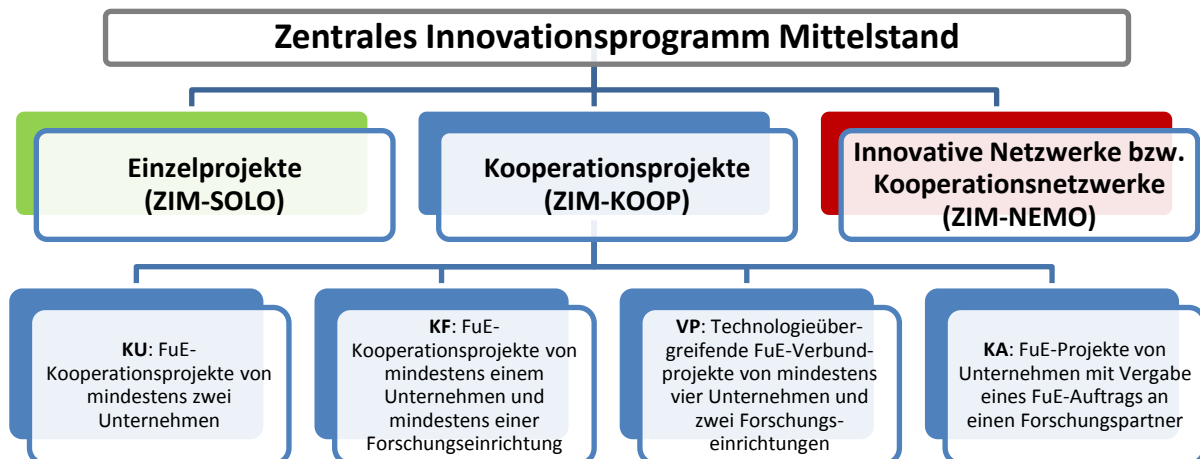 Zentrales Innovationsprogramm Mittelstand
Einzelprojekte
(ZIM-SOLO)
Kooperationsprojekte
(ZIM-KOOP)
Innovative Netzwerke bzw.
Kooperationsnetzwerke
(ZIM-NEMO)
KU: FuE-
Kooperationsprojekte von
mindestens zwei
Unternehmen
KF: FuE-
Kooperationsprojekte von
mindestens einem
Unternehmen und
mindestens einer
Forschungseinrichtung
VP: Technologieüber-
greifende FuE-Verbund-
projekte von mindestens
vier Unternehmen und
zwei Forschungs-
einrichtungen
KA: FuE-Projekte von
Unternehmen mit Vergabe
eines FuE-Auftrags an
einen Forschungspartner